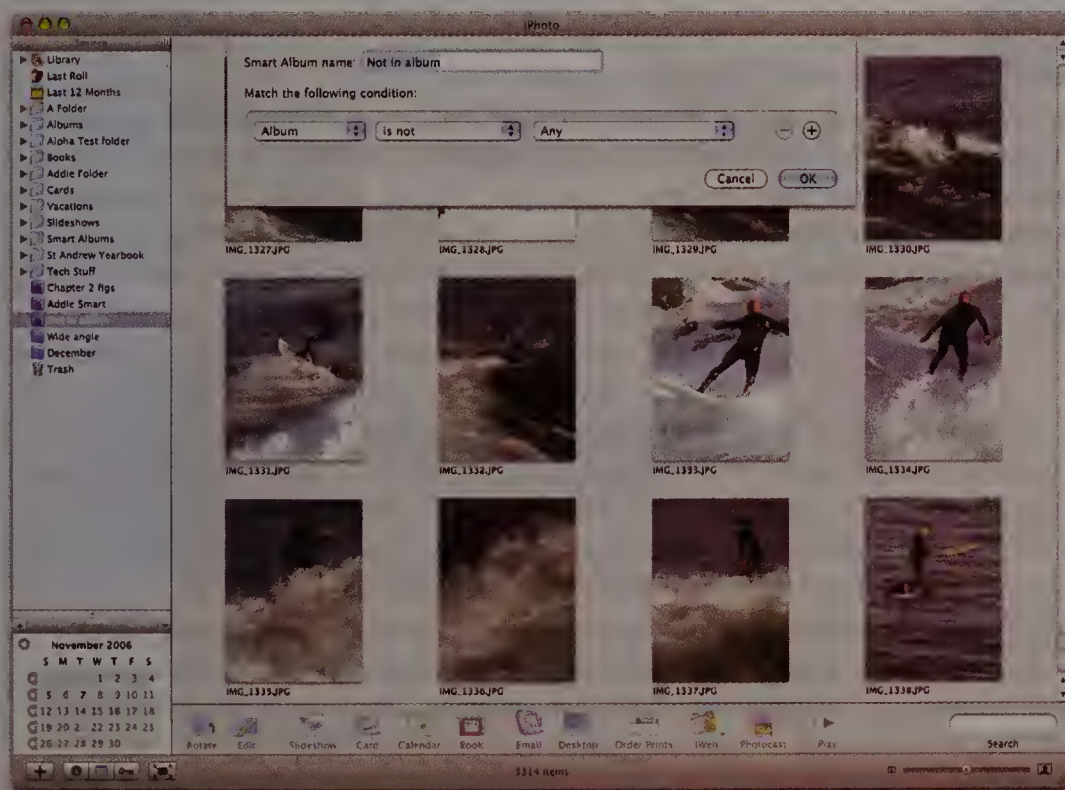 iPhoto
Library
Last Roll
Last 12 Months
A Folder
Albums
Alpha Test folder
Books
Addie Folder
Cards
Vacations
Slideshows
Smart Albums
St Andrew Yearbook
Tech Stuff
Chapter 2 figs
Addie Smart
Wide angle
December
Trash
Smart Album name: Not in album
Match the following condition:
Album is not Any
Cancel OK
IMG_1327.JPG IMG_1328.JPG IMG_1329.JPG IMG_1330.JPG
IMG_1331.JPG IMG_1332.JPG IMG_1333.JPG IMG_1334.JPG
IMG_1335.JPG IMG_1336.JPG IMG_1337.JPG IMG_1338.JPG
November 2006
S M T W T F S
1 2 3 4
5 6 7 8 9 10 11
12 13 14 15 16 17 18
19 20 2 22 23 24 25
26 27 28 29 30
Rotate Edit Slideshow Card Calendar Book Email Desktop Order Prints iWeb Photocast Play Search
3314 items